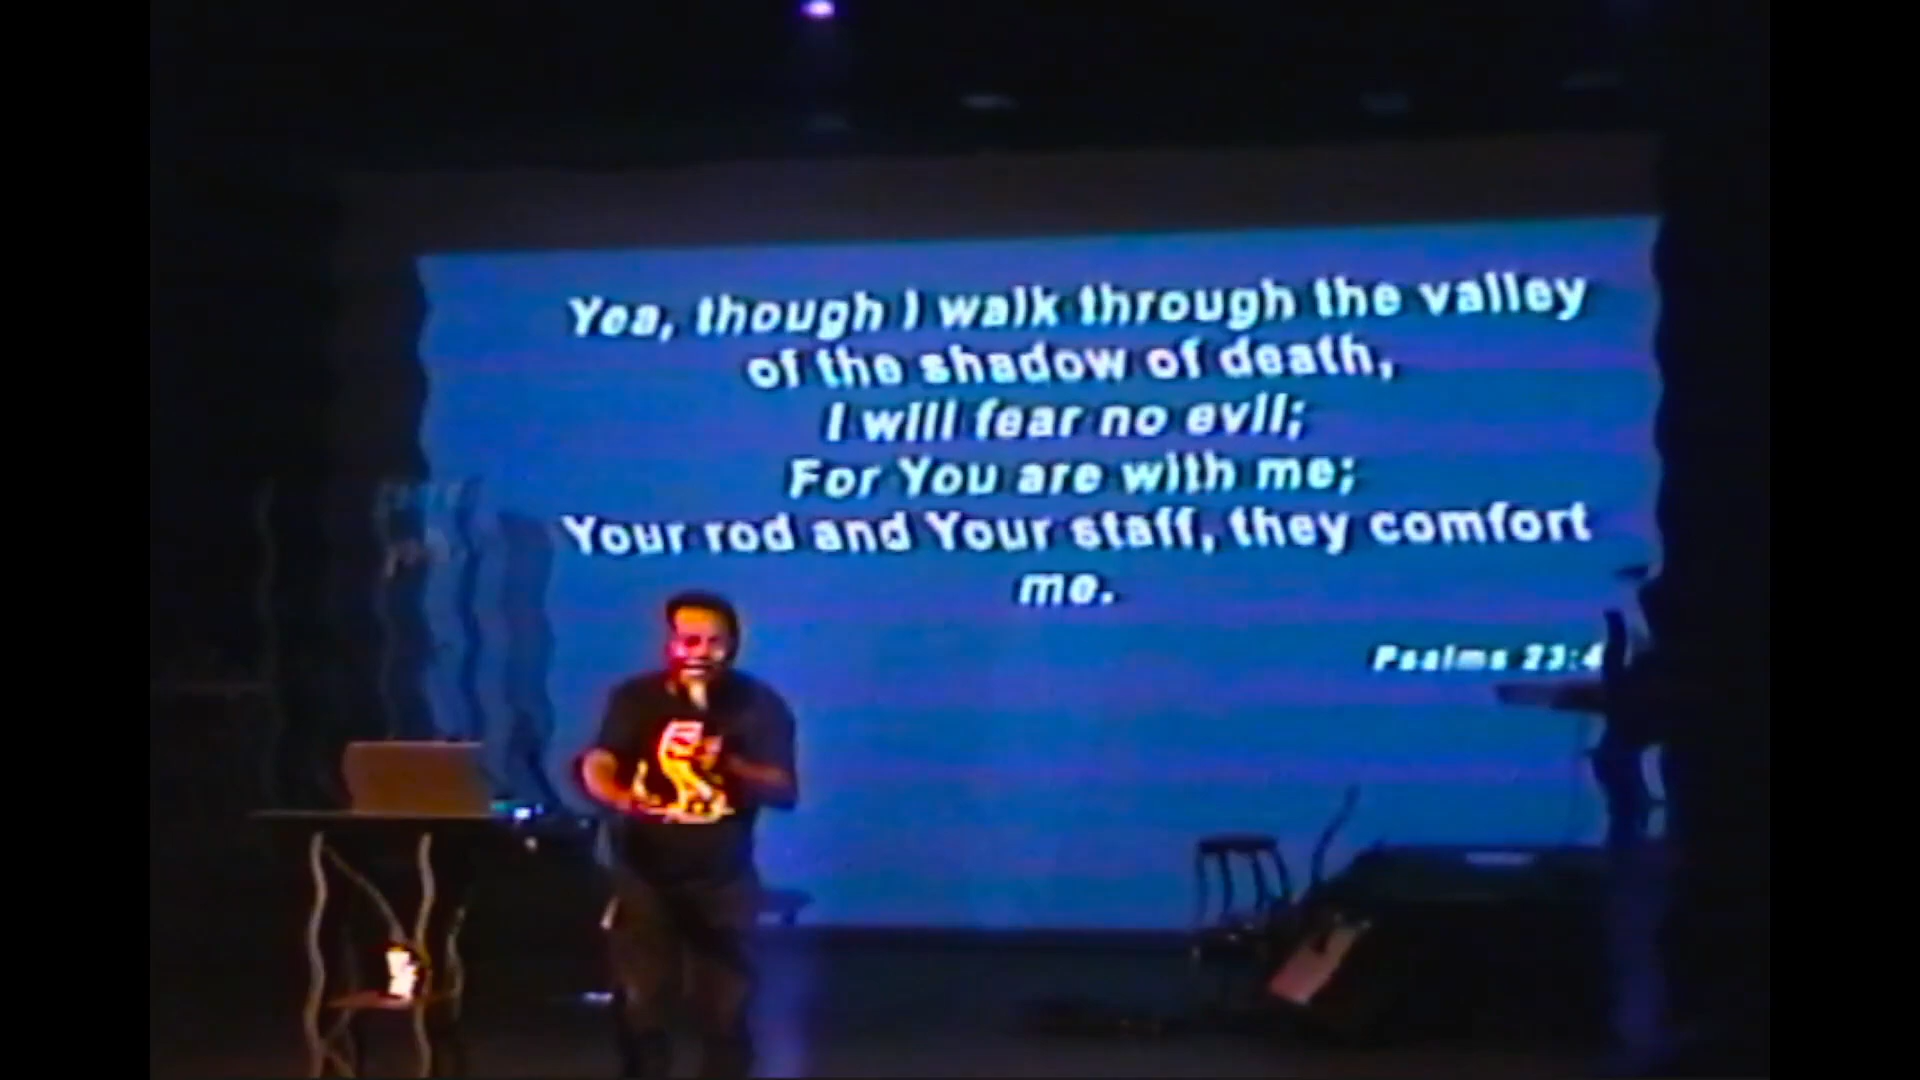 Yea, though I walk through the valley
of the shadow of death,
I will fear no evil;
For You are with me;
Your rod and Your staff, they comfort
me.
Psalms 23:4